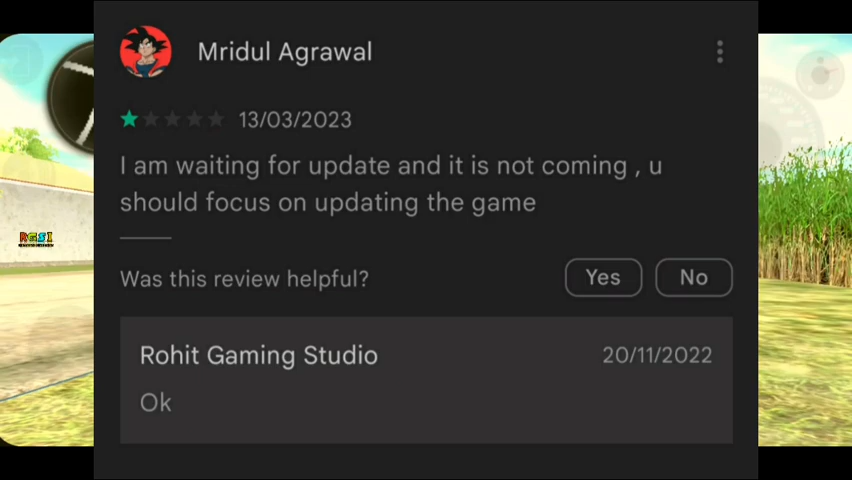 Mridul Agrawal
13/03/2023
I am waiting for update and it is not coming , u
should focus on updating the game
Was this review helpful?
Yes
No
Rohit Gaming Studio
20/11/2022
Ok
RGSI